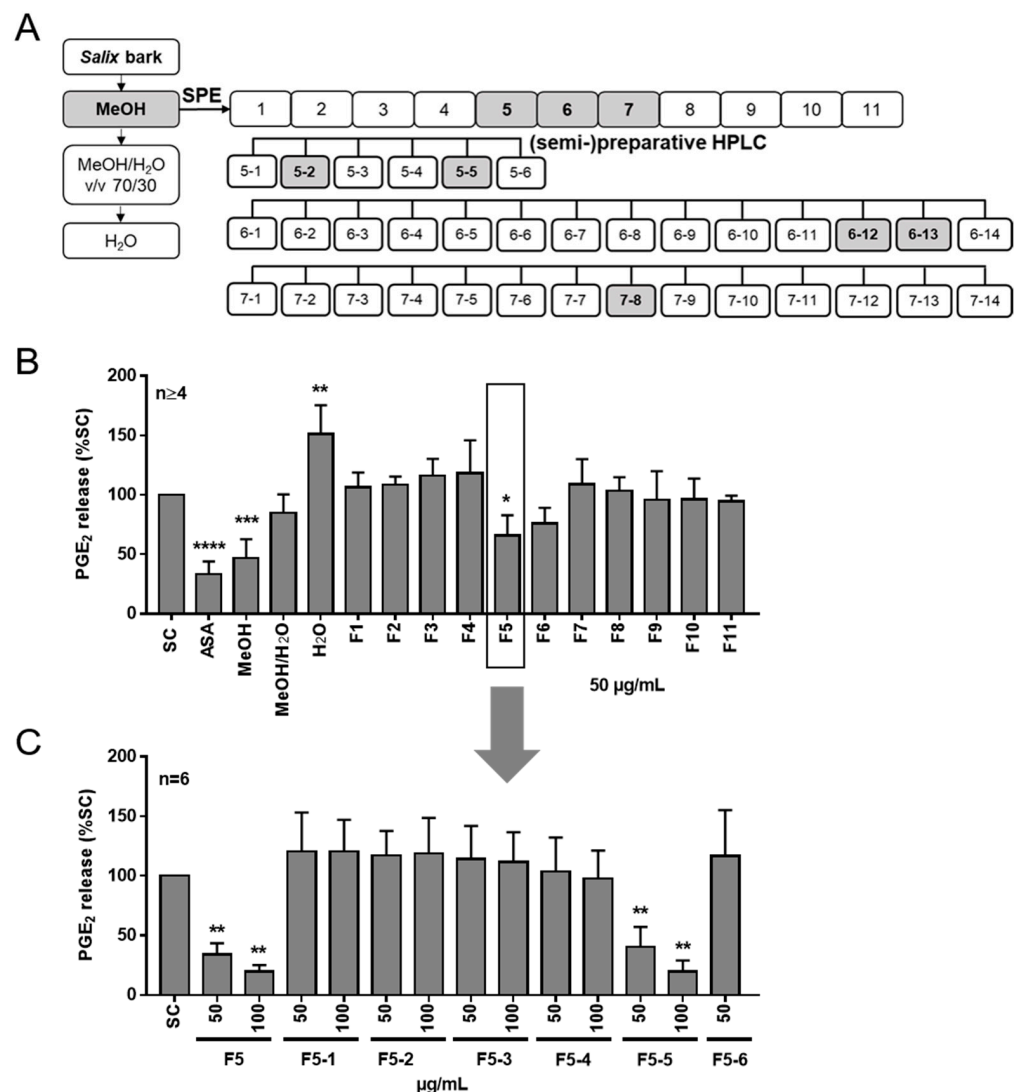 A
Salix bark
MeOH
SPE
1 2 3 4 5 6 7 8 9 10 11
MeOH/H₂O
v/v 70/30
H₂O
(semi-)preparative HPLC
5-1 5-2 5-3 5-4 5-5 5-6
6-1 6-2 6-3 6-4 6-5 6-6 6-7 6-8 6-9 6-10 6-11 6-12 6-13 6-14
7-1 7-2 7-3 7-4 7-5 7-6 7-7 7-8 7-9 7-10 7-11 7-12 7-13 7-14
B
PGE₂ release (%SC)
200
150
100
50
0
n≥4
**** *** ** *
SC ASA MeOH MeOH/H₂O H₂O F1 F2 F3 F4 F5 F6 F7 F8 F9 F10 F11
50 µg/mL
C
PGE₂ release (%SC)
200
150
100
50
0
n=6
** ** ** **
SC 50 100 50 100 50 100 50 100 50 100 50 100 50
F5 F5-1 F5-2 F5-3 F5-4 F5-5 F5-6
µg/mL